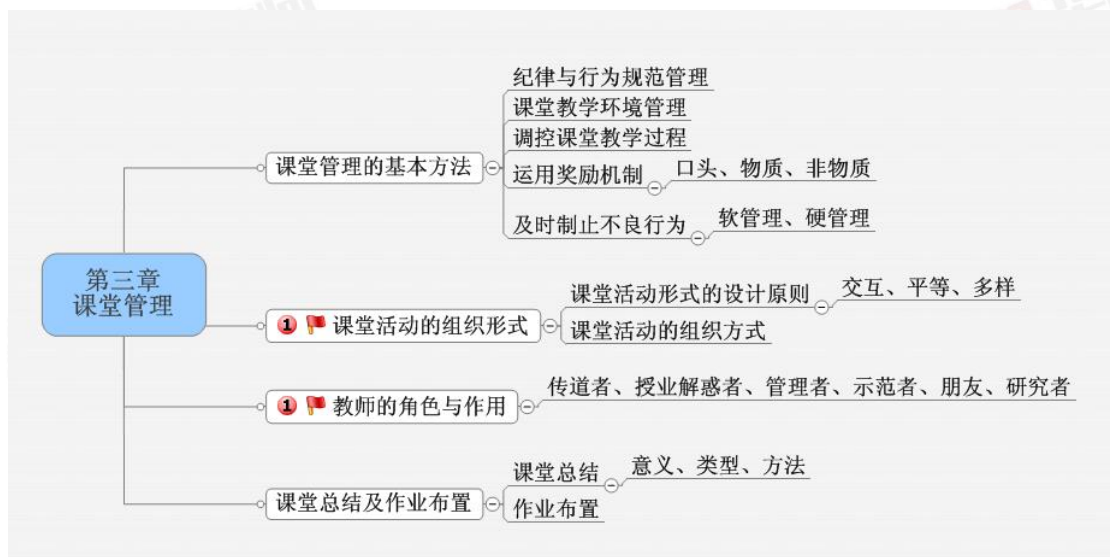 第三章
课堂管理
课堂管理的基本方法
纪律与行为规范管理
课堂教学环境管理
调控课堂教学过程
运用奖励机制
口头、物质、非物质
及时制止不良行为
软管理、硬管理
1 课堂活动的组织形式
课堂活动形式的设计原则
交互、平等、多样
课堂活动的组织方式
1 教师的角色与作用
传道者、授业解惑者、管理者、示范者、朋友、研究者
课堂总结及作业布置
课堂总结
意义、类型、方法
作业布置